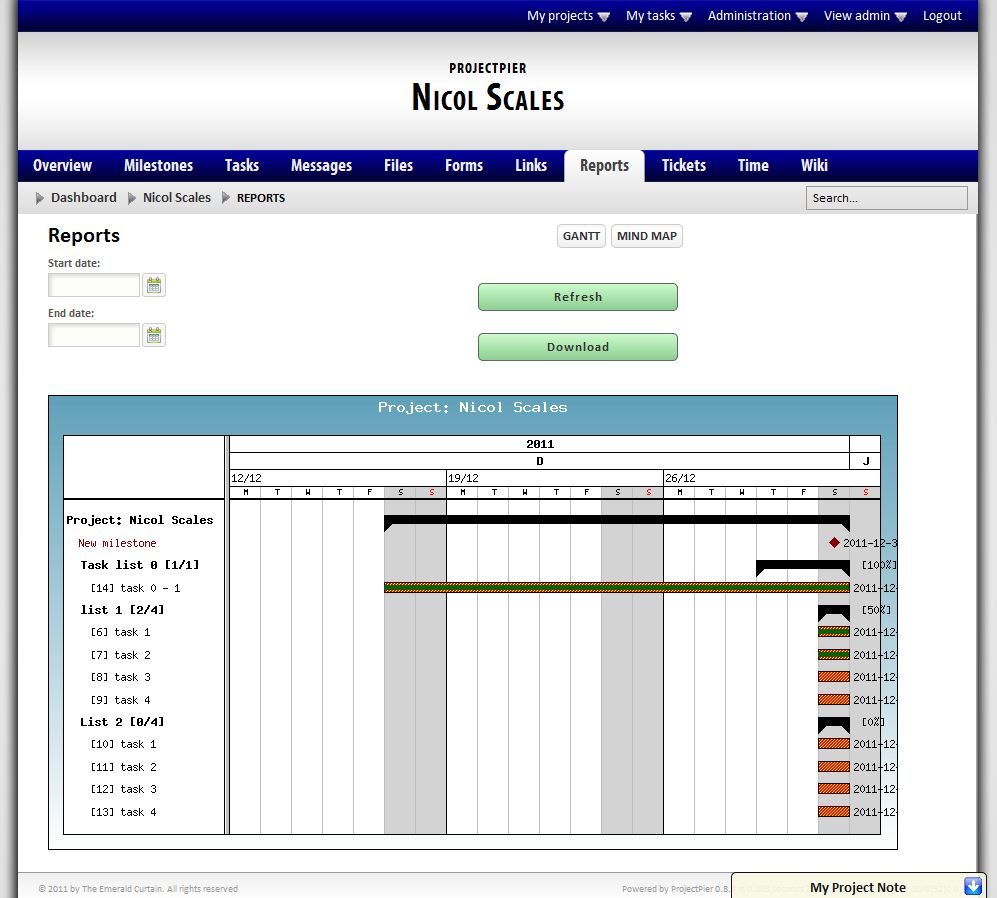 My projects My tasks Administration View admin Logout
PROJECTPIER
NICOL SCALES
Overview Milestones Tasks Messages Files Forms Links Reports Tickets Time Wiki
Dashboard Nicol Scales REPORTS Search...
Reports GANTT MIND MAP
Start date:
Refresh
End date:
Download
Project: Nicol Scales
2011
D J
12/12 19/12 26/12
M T W T F S S M T W T F S S M T W T F S S
Project: Nicol Scales
New milestone 2011-12-3
Task list 0 [1/1] [100%]
[14] task 0 - 1 2011-12-
list 1 [2/4] [50%]
[6] task 1 2011-12-
[7] task 2 2011-12-
[8] task 3 2011-12-
[9] task 4 2011-12-
List 2 [0/4] [0%]
[10] task 1 2011-12-
[11] task 2 2011-12-
[12] task 3 2011-12-
[13] task 4 2011-12-
© 2011 by The Emerald Curtain. All rights reserved Powered by ProjectPier 0.8.
My Project Note